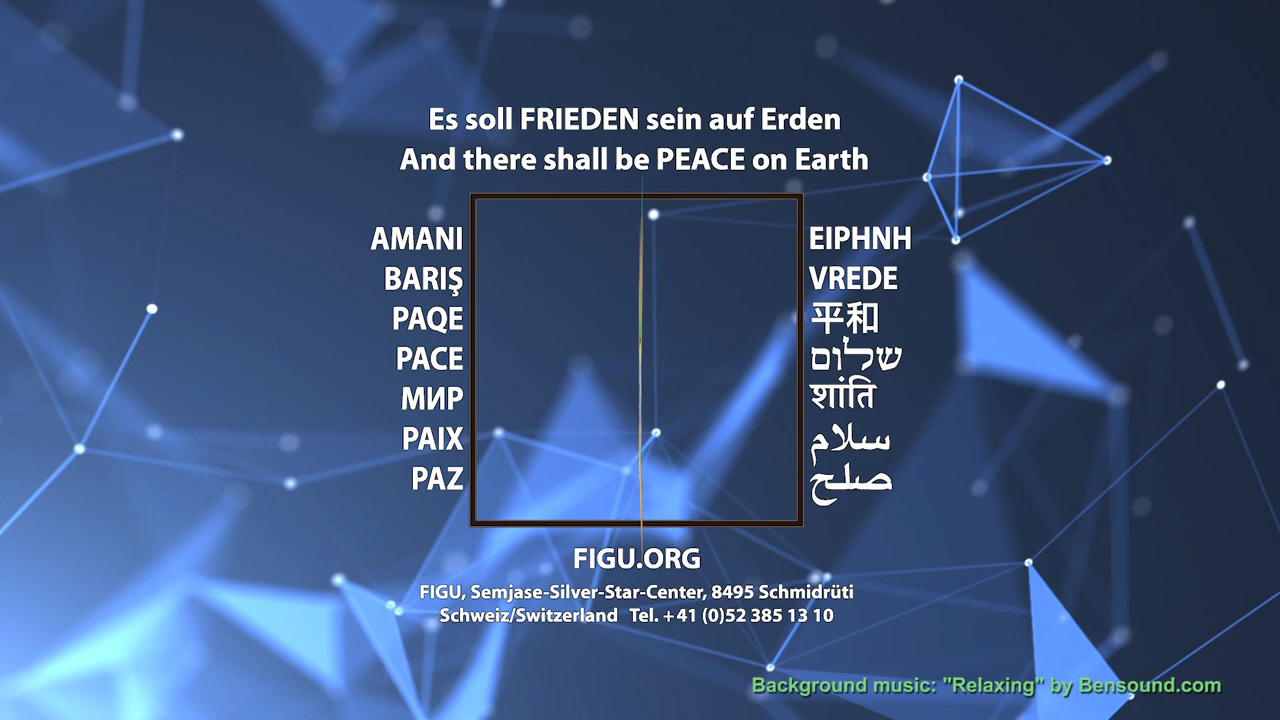 Es soll FRIEDEN sein auf Erden
And there shall be PEACE on Earth
AMANI
BARIŞ
PAQE
PACE
МИР
PAIX
PAZ
ΕΙΡΗΝΗ
VREDE
平和
שלום
शांति
سلام
صلح
FIGU.ORG
FIGU, Semjase-Silver-Star-Center, 8495 Schmidrüti
Schweiz/Switzerland Tel. +41 (0)52 385 13 10
Background music: "Relaxing" by Bensound.com